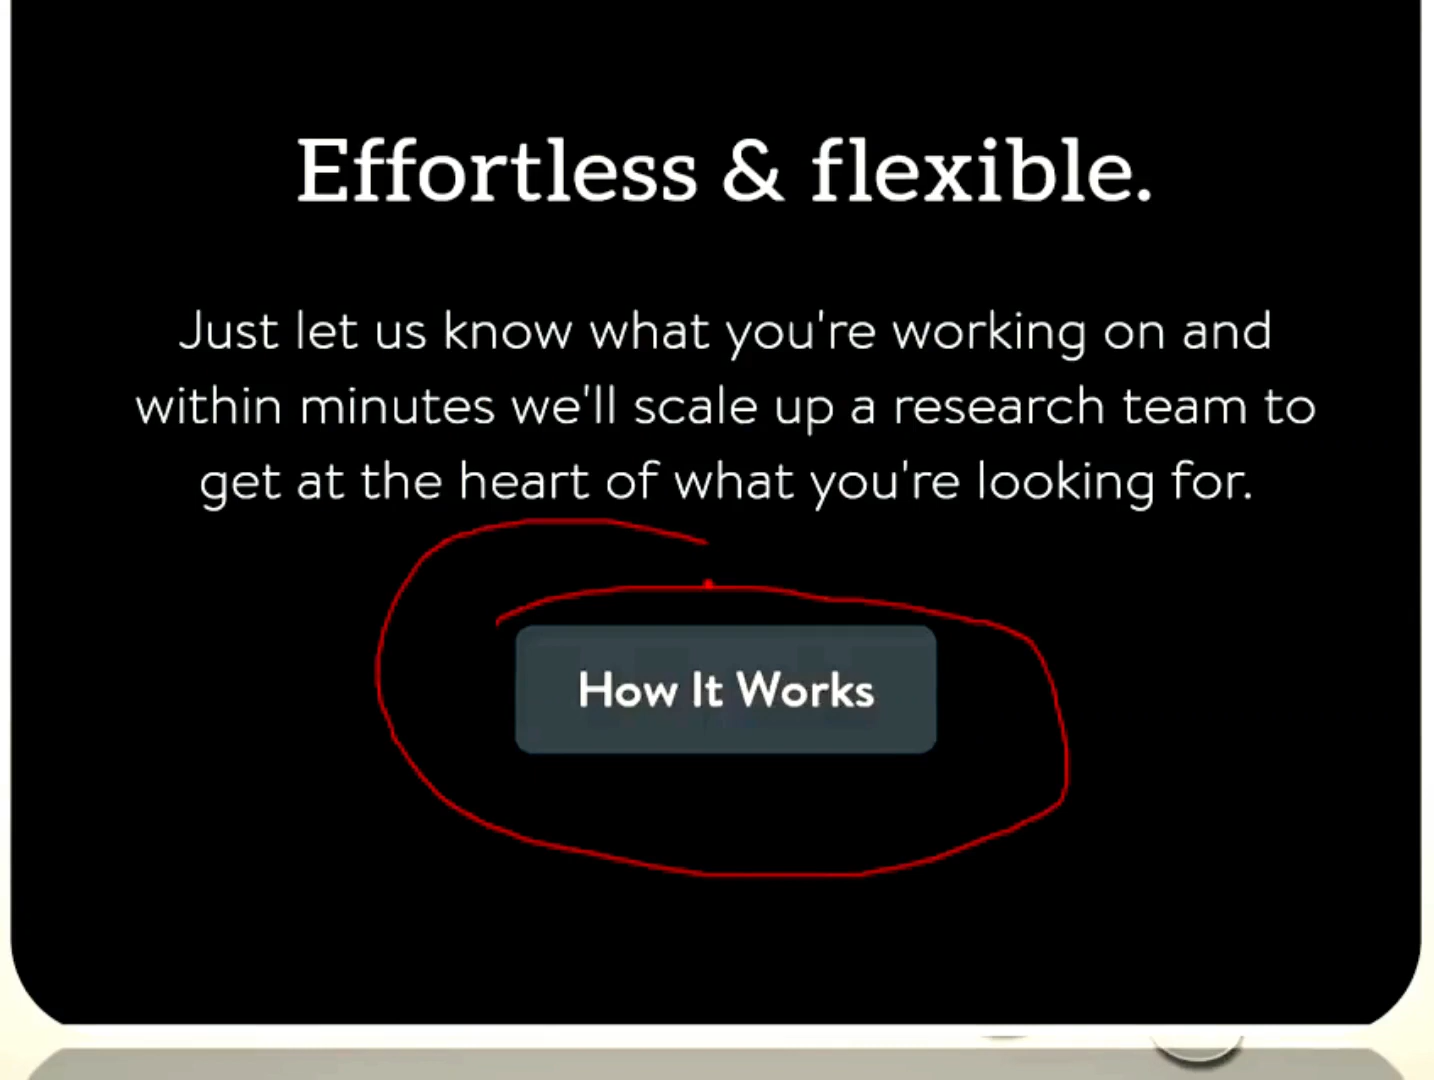 Effortless & flexible.
Just let us know what you're working on and
within minutes we'll scale up a research team to
get at the heart of what you're looking for.
How It Works